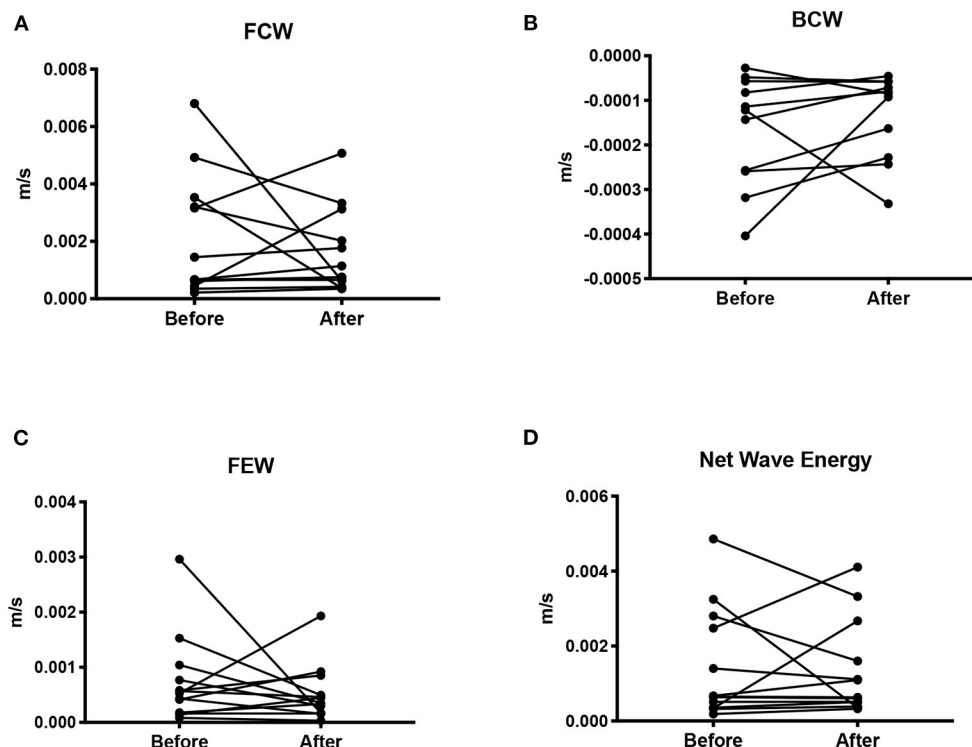 A
FCW
m/s
0.008
0.006
0.004
0.002
0.000
Before After
B
BCW
m/s
0.0000
-0.0001
-0.0002
-0.0003
-0.0004
-0.0005
Before After
C
FEW
m/s
0.004
0.003
0.002
0.001
0.000
Before After
D
Net Wave Energy
m/s
0.006
0.004
0.002
0.000
Before After